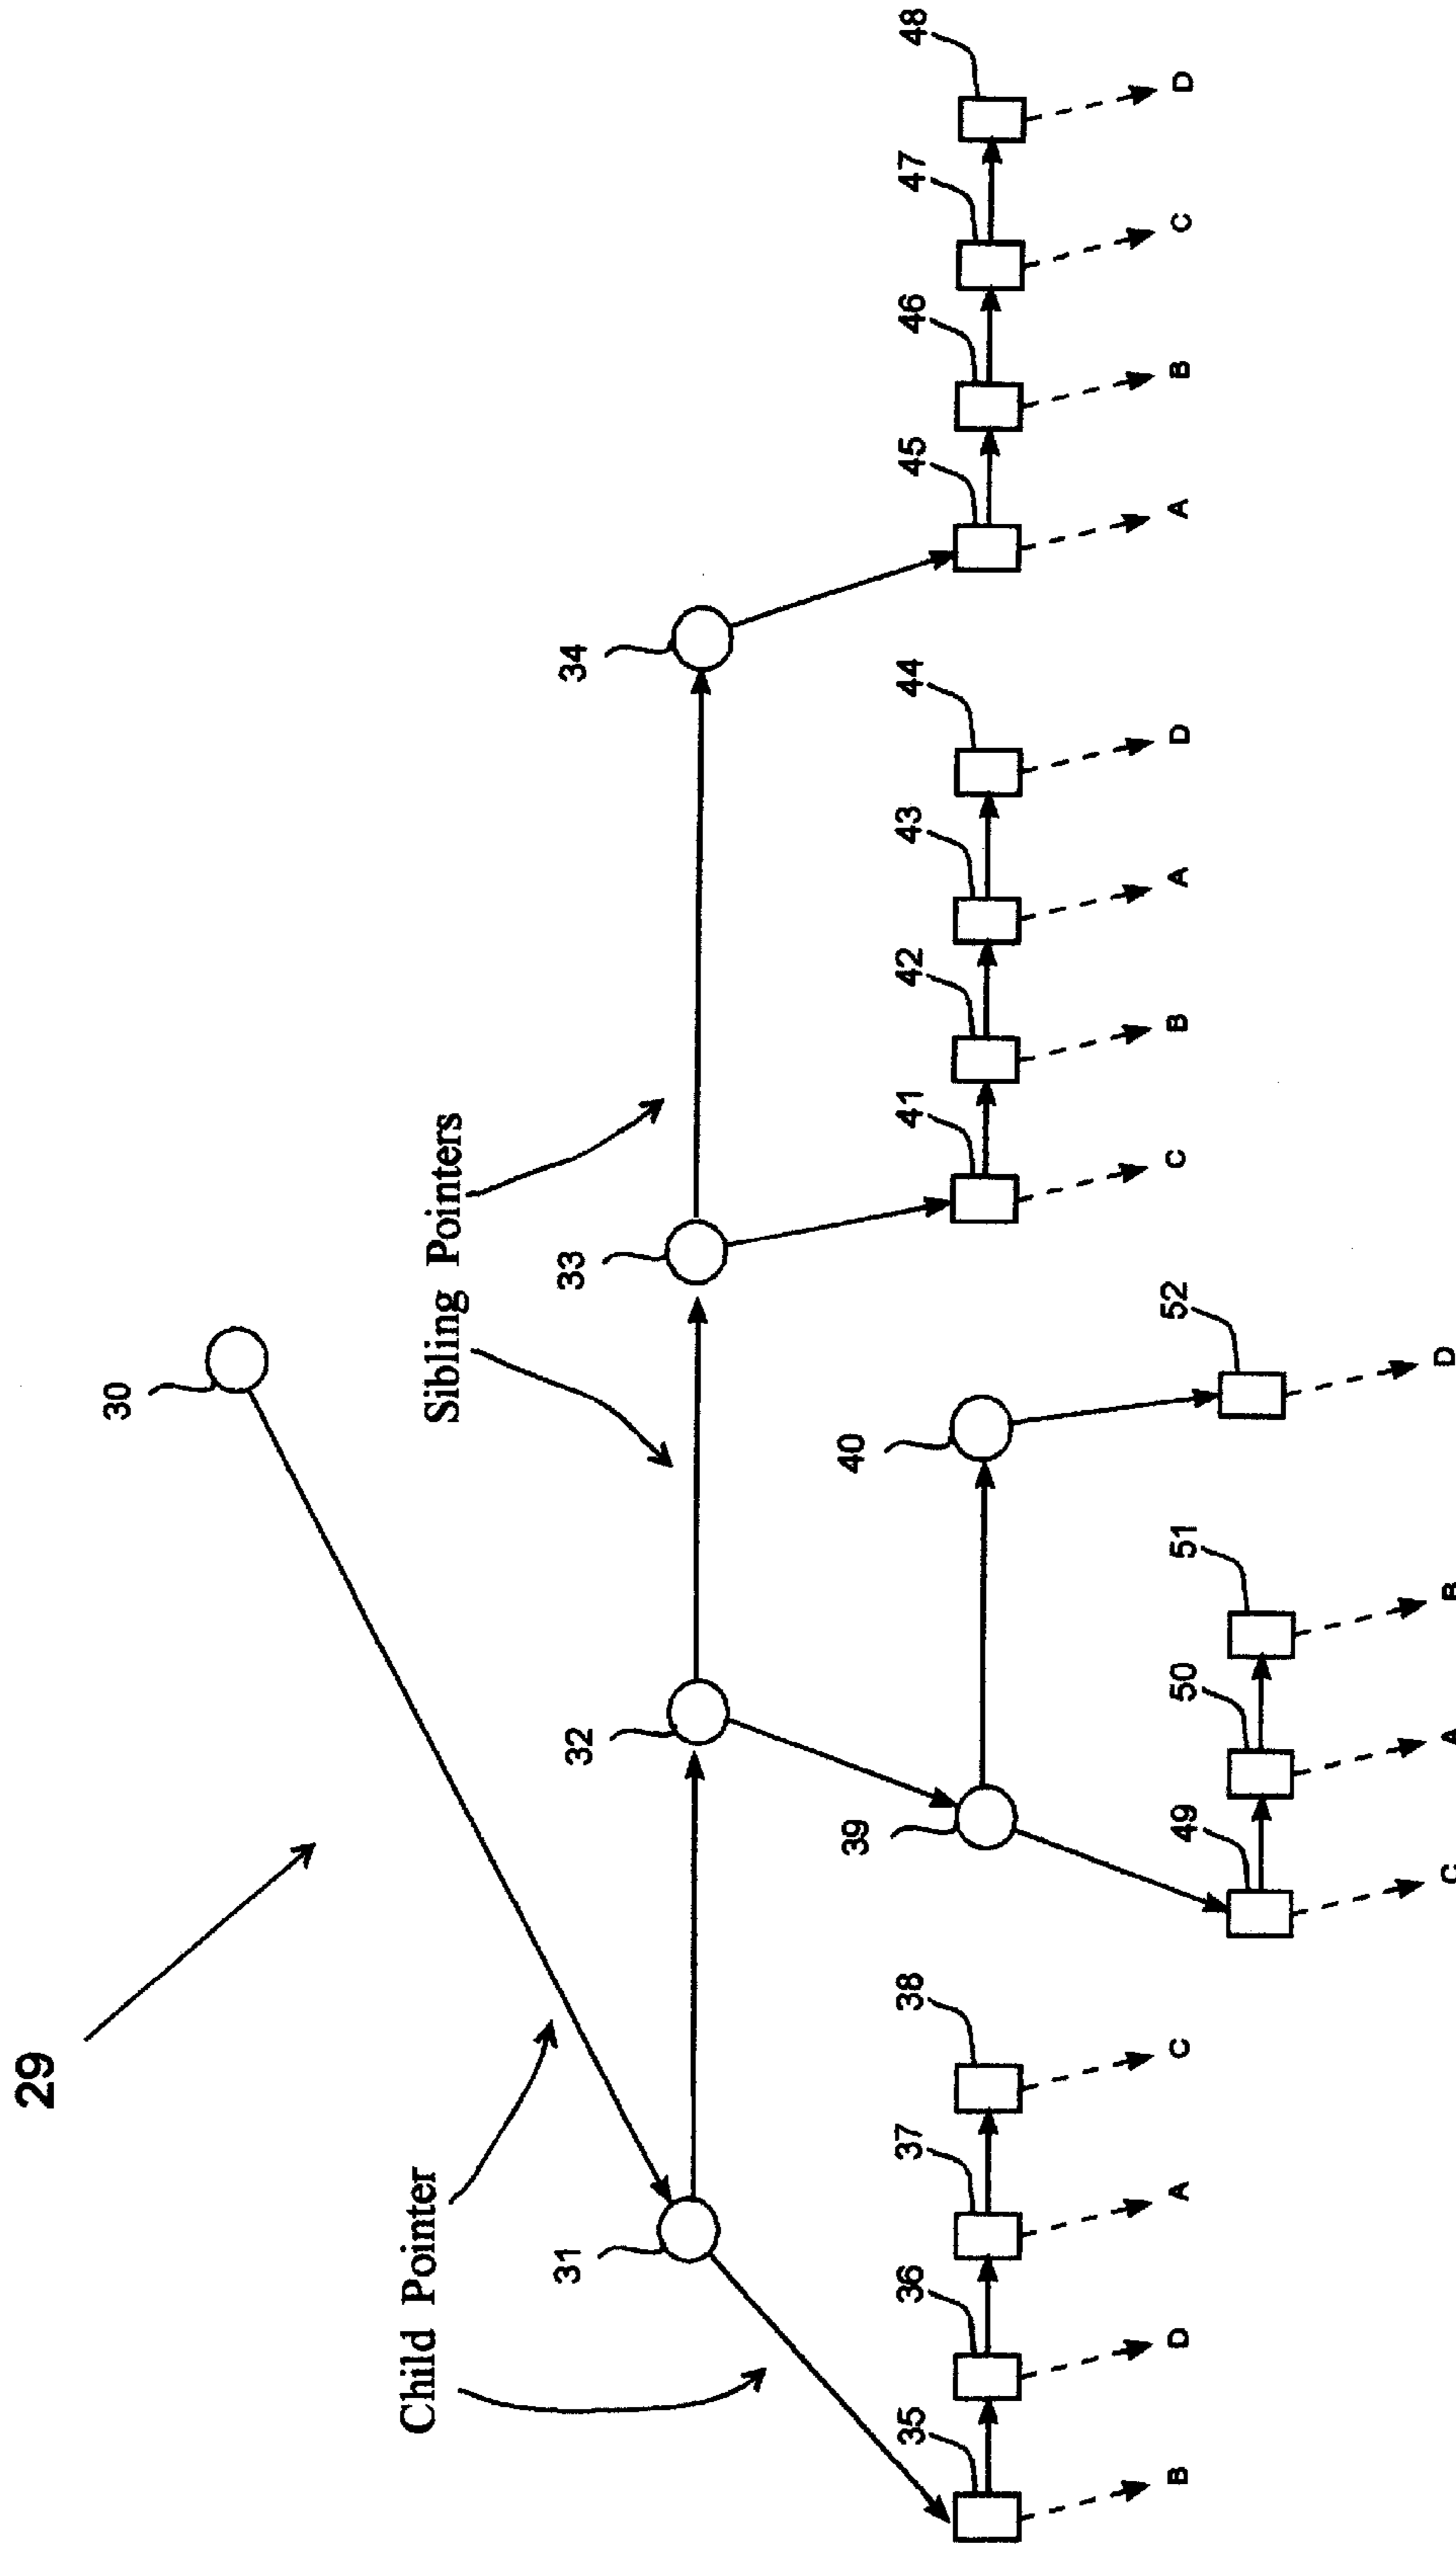 29
30
Child Pointer
Sibling Pointers
31 32 33 34
39 40
35 36 37 38 41 42 43 44 45 46 47 48
B D A C 49 50 51 52 C B A D A B C D
C A B D